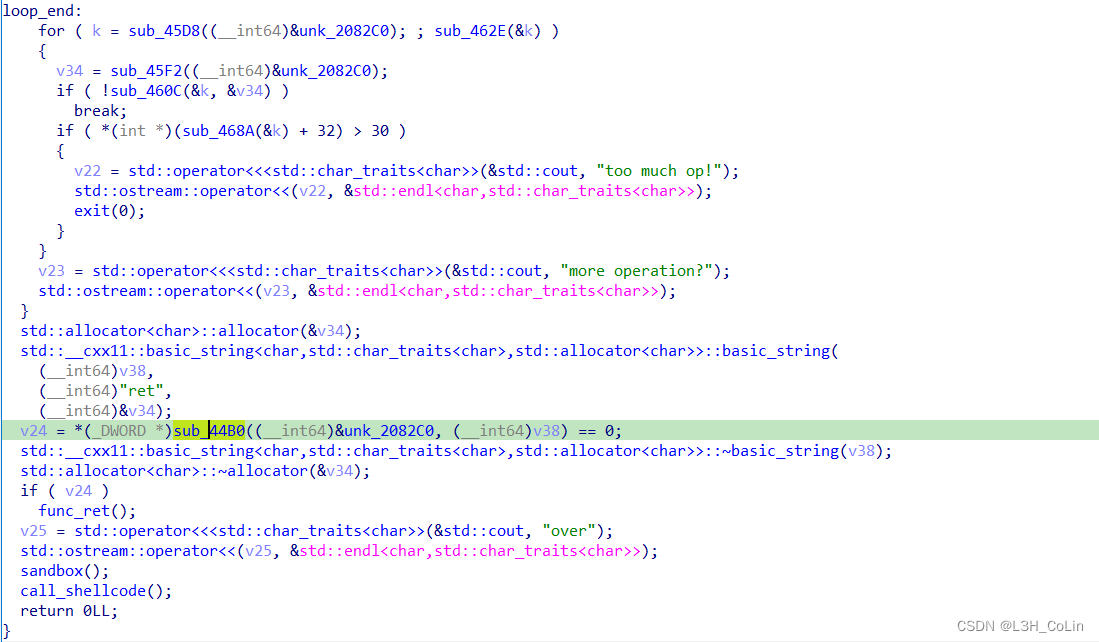 loop_end:
for ( k = sub_45D8((__int64)&unk_2082C0); ; sub_462E(&k) )
{
v34 = sub_45F2((__int64)&unk_2082C0);
if ( !sub_460C(&k, &v34) )
break;
if ( *(int *)(sub_468A(&k) + 32) > 30 )
{
v22 = std::operator<<<std::char_traits<char>>(&std::cout, "too much op!");
std::ostream::operator<<(v22, &std::endl<char,std::char_traits<char>>);
exit(0);
}
}
v23 = std::operator<<<std::char_traits<char>>(&std::cout, "more operation?");
std::ostream::operator<<(v23, &std::endl<char,std::char_traits<char>>);
}
std::allocator<char>::allocator(&v34);
std::__cxx11::basic_string<char,std::char_traits<char>,std::allocator<char>>::basic_string(
(__int64)v38,
(__int64)"ret",
(__int64)&v34);
v24 = *(_DWORD *)sub_44B0((__int64)&unk_2082C0, (__int64)v38) == 0;
std::__cxx11::basic_string<char,std::char_traits<char>,std::allocator<char>>::~basic_string(v38);
std::allocator<char>::~allocator(&v34);
if ( v24 )
func_ret();
v25 = std::operator<<<std::char_traits<char>>(&std::cout, "over");
std::ostream::operator<<(v25, &std::endl<char,std::char_traits<char>>);
sandbox();
call_shellcode();
return 0LL;
}
CSDN @L3H_CoLin